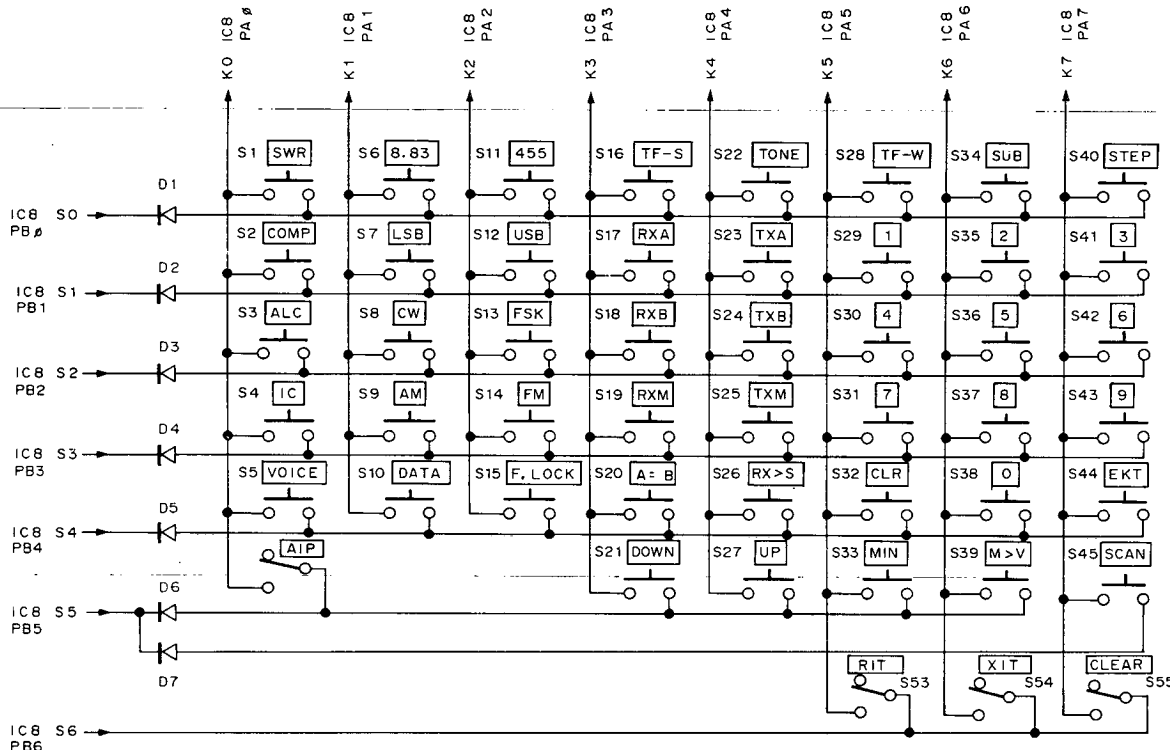 K0 IC8 PAø
K1 IC8 PA1
K2 IC8 PA2
K3 IC8 PA3
K4 IC8 PA4
K5 IC8 PA5
K6 IC8 PA6
K7 IC8 PA7
S1 SWR S6 8.83 S11 455 S16 TF-S S22 TONE S28 TF-W S34 SUB S40 STEP
D1
IC8 S0
PBø
S2 COMP S7 LSB S12 USB S17 RXA S23 TXA S29 1 S35 2 S41 3
D2
IC8 S1
PB1
S3 ALC S8 CW S13 FSK S18 RXB S24 TXB S30 4 S36 5 S42 6
D3
IC8 S2
PB2
S4 IC S9 AM S14 FM S19 RXM S25 TXM S31 7 S37 8 S43 9
D4
IC8 S3
PB3
S5 VOICE S10 DATA S15 F.LOCK S20 A=B S26 RX>S S32 CLR S38 0 S44 EKT
D5
IC8 S4
PB4
AIP S21 DOWN S27 UP S33 MIN S39 M>V S45 SCAN
D6
IC8 S5
PB5
D7
RIT S53 XIT S54 CLEAR S55
IC8 S6
PB6